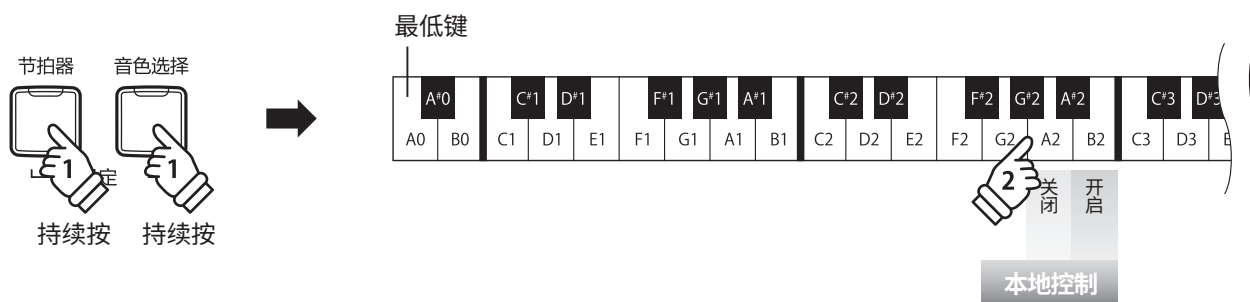 最低键
节拍器 音色选择
A#0 C#1 D#1 F#1 G#1 A#1 C#2 D#2 F#2 G#2 A#2 C#3 D#3
A0 B0 C1 D1 E1 F1 G1 A1 B1 C2 D2 E2 F2 G2 A2 B2 C3 D3
1 1 2
定
关闭 开启
持续按 持续按
本地控制